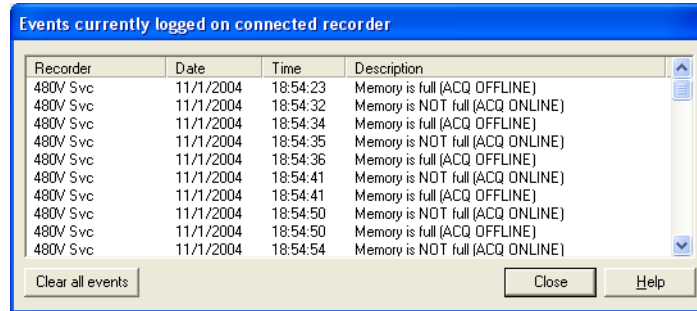 Events currently logged on connected recorder
Recorder Date Time Description
480V Svc 11/1/2004 18:54:23 Memory is full (ACQ OFFLINE)
480V Svc 11/1/2004 18:54:32 Memory is NOT full (ACQ ONLINE)
480V Svc 11/1/2004 18:54:34 Memory is full (ACQ OFFLINE)
480V Svc 11/1/2004 18:54:35 Memory is NOT full (ACQ ONLINE)
480V Svc 11/1/2004 18:54:36 Memory is full (ACQ OFFLINE)
480V Svc 11/1/2004 18:54:41 Memory is NOT full (ACQ ONLINE)
480V Svc 11/1/2004 18:54:41 Memory is full (ACQ OFFLINE)
480V Svc 11/1/2004 18:54:50 Memory is NOT full (ACQ ONLINE)
480V Svc 11/1/2004 18:54:50 Memory is full (ACQ OFFLINE)
480V Svc 11/1/2004 18:54:54 Memory is NOT full (ACQ ONLINE)
Clear all events Close Help